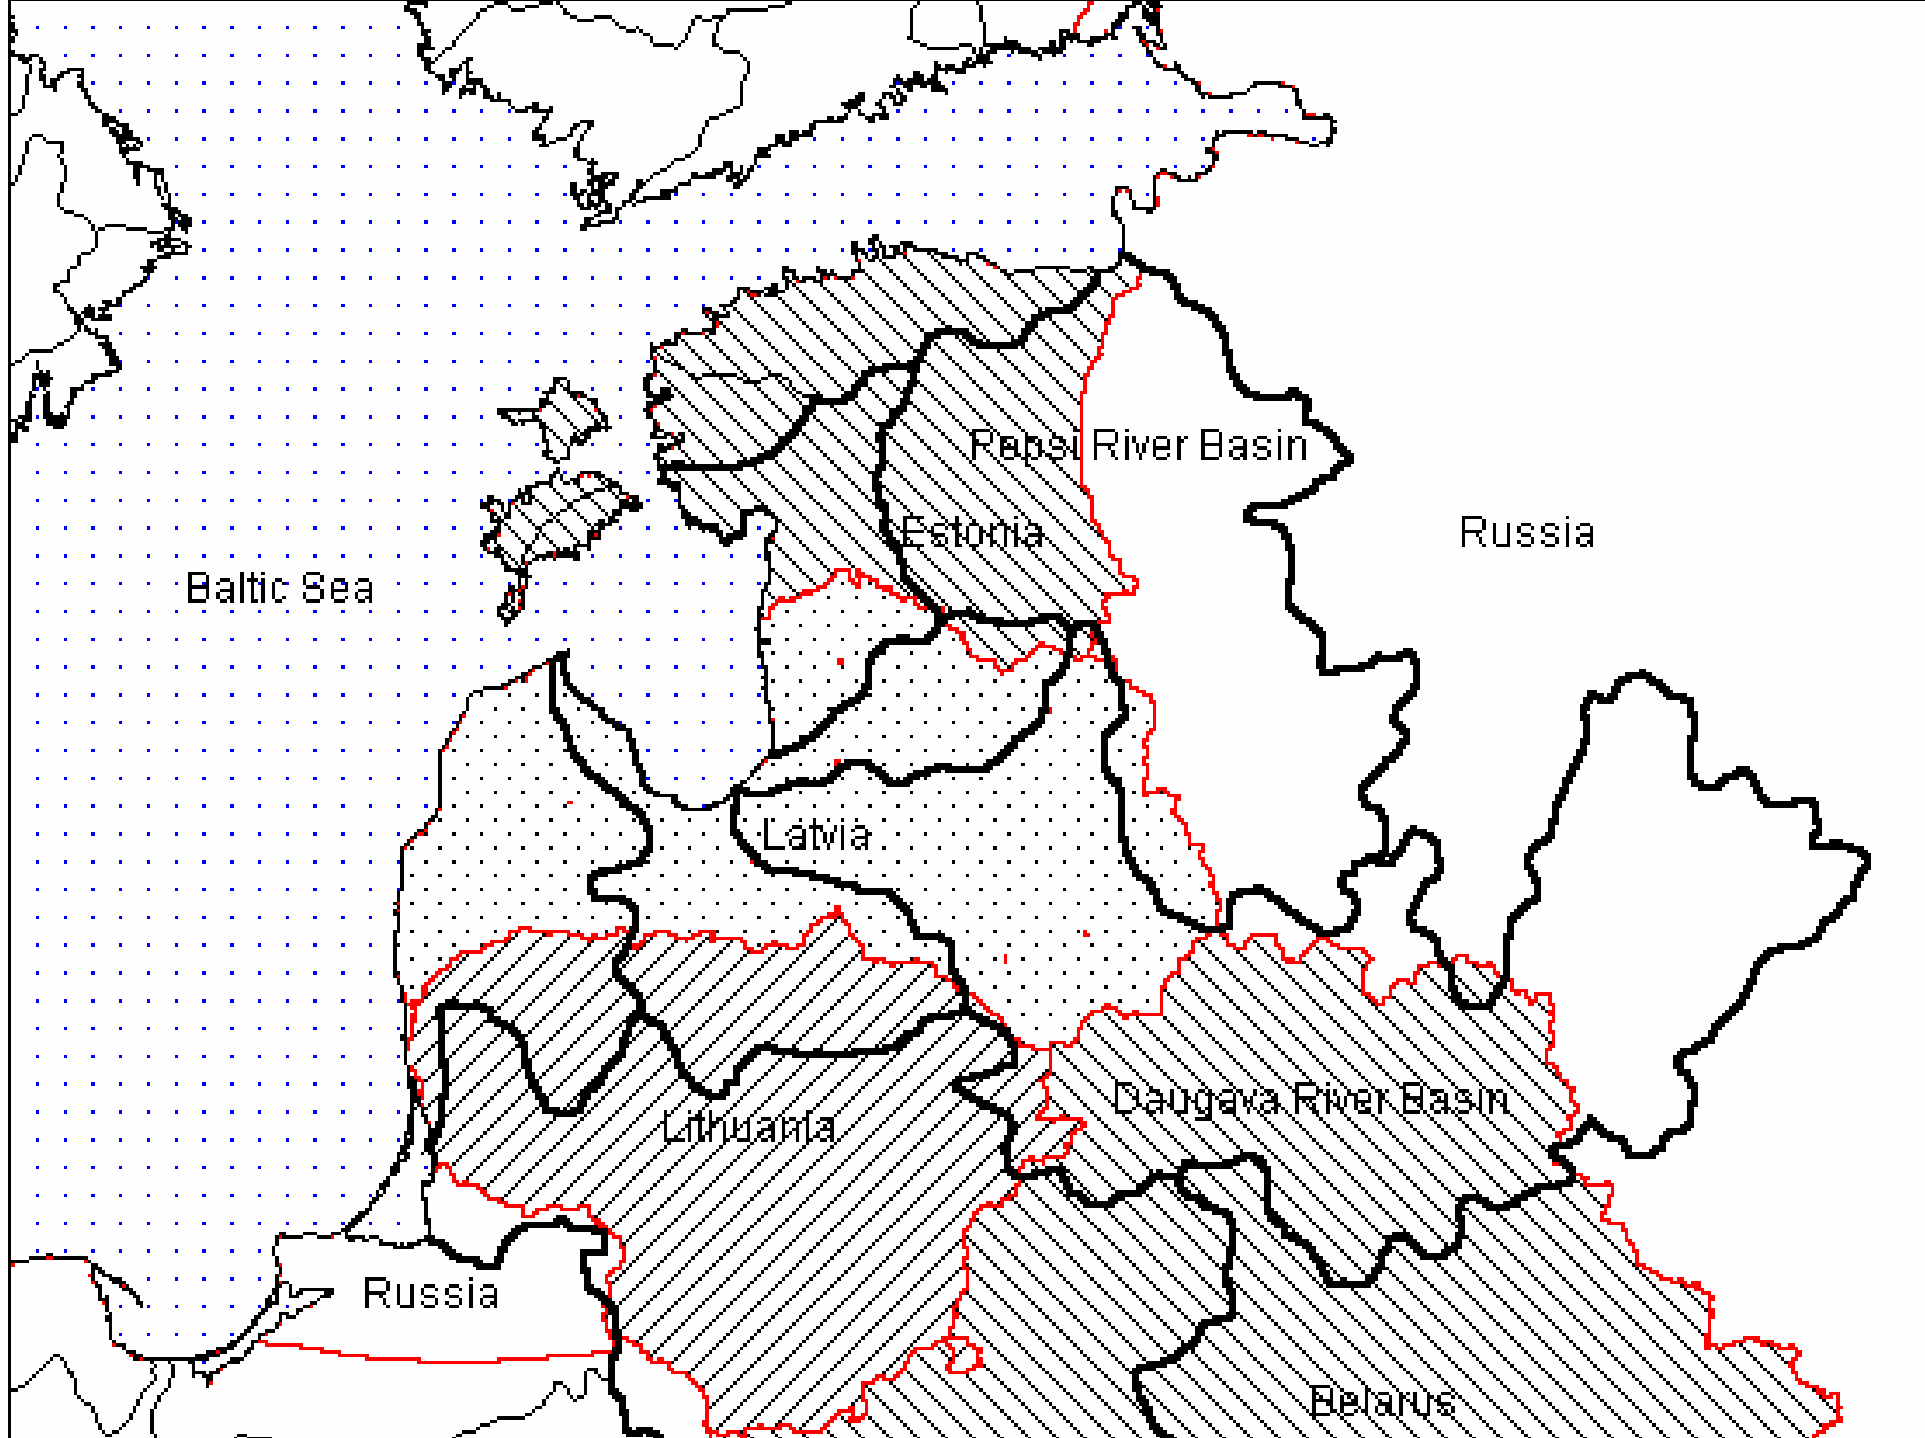 Pepsi River Basin
Estonia
Russia
Baltic Sea
Latvia
Daugava River Basin
Lithuania
Russia
Belarus